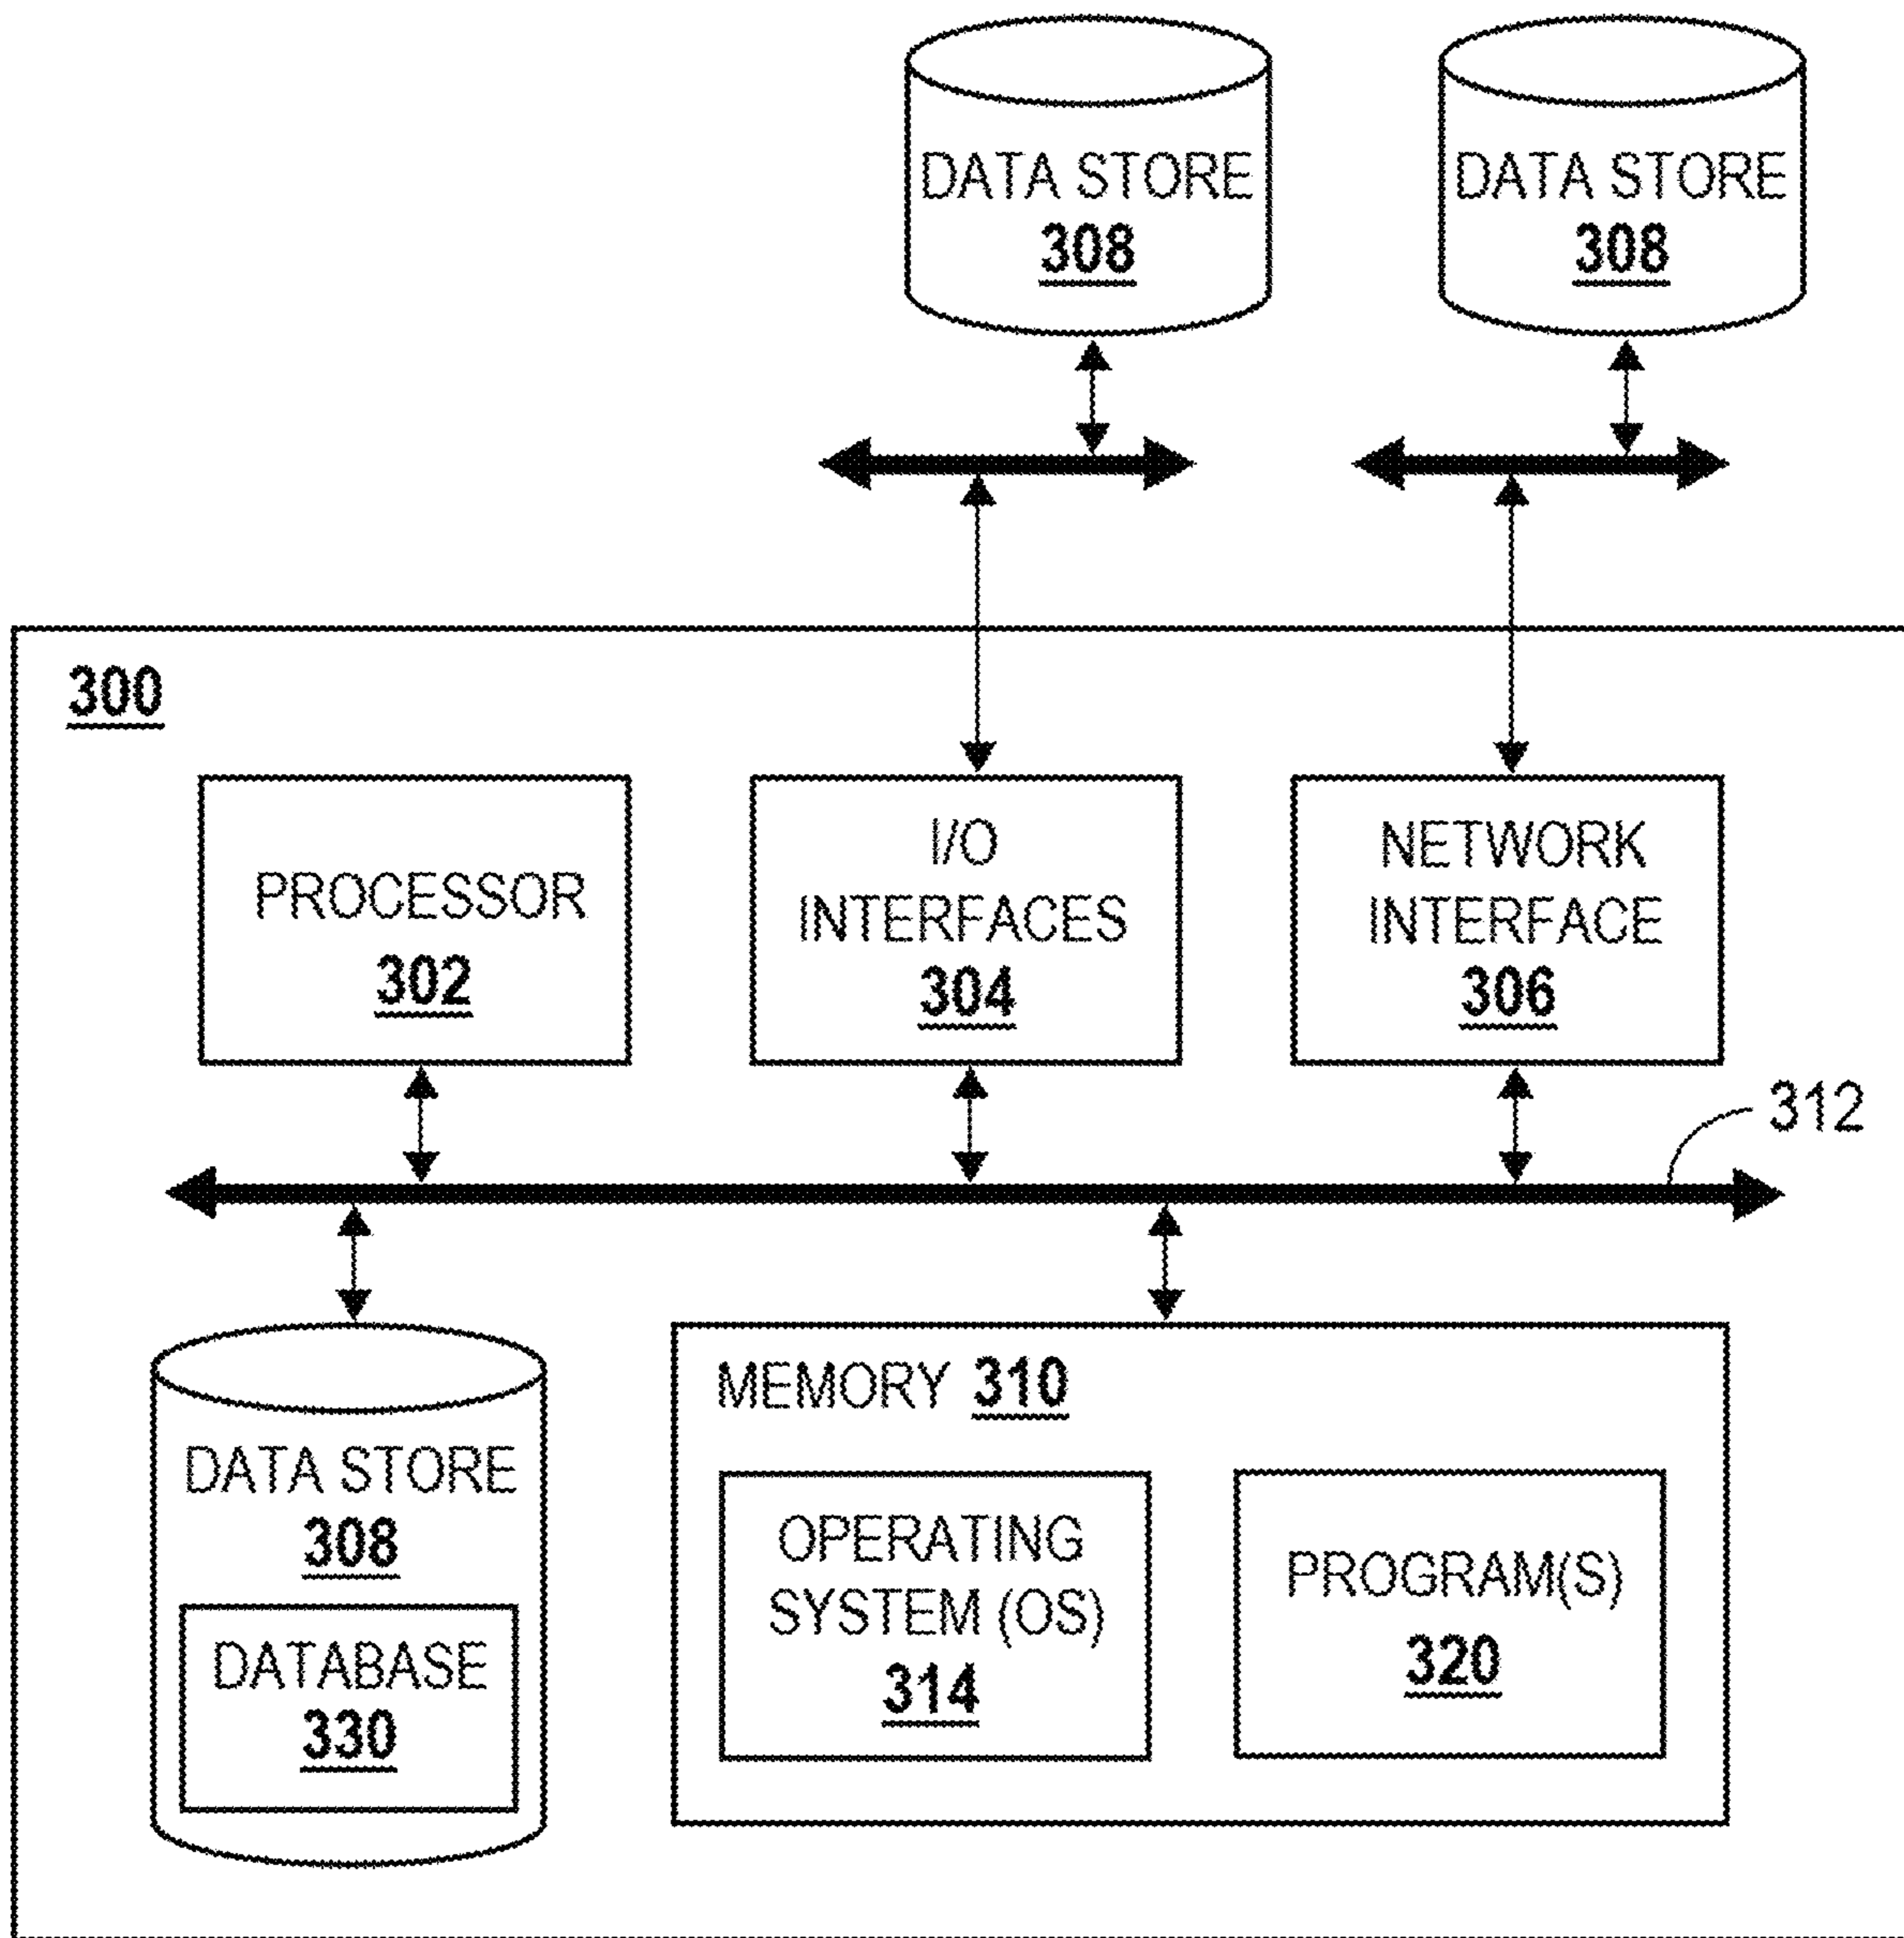 DATA STORE
308
DATA STORE
308
300
PROCESSOR
302
I/O
INTERFACES
304
NETWORK
INTERFACE
306
312
DATA STORE
308
DATABASE
330
MEMORY 310
OPERATING
SYSTEM (OS)
314
PROGRAM(S)
320